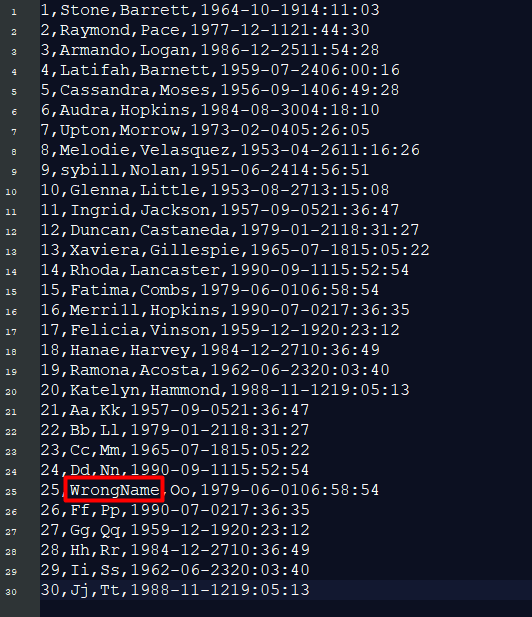 1 1,Stone,Barrett,1964-10-1914:11:03
2 2,Raymond,Pace,1977-12-1121:44:30
3 3,Armando,Logan,1986-12-2511:54:28
4 4,Latifah,Barnett,1959-07-2406:00:16
5 5,Cassandra,Moses,1956-09-1406:49:28
6 6,Audra,Hopkins,1984-08-3004:18:10
7 7,Upton,Morrow,1973-02-0405:26:05
8 8,Melodie,Velasquez,1953-04-2611:16:26
9 9,sybill,Nolan,1951-06-2414:56:51
10 10,Glenna,Little,1953-08-2713:15:08
11 11,Ingrid,Jackson,1957-09-0521:36:47
12 12,Duncan,Castaneda,1979-01-2118:31:27
13 13,Xaviera,Gillespie,1965-07-1815:05:22
14 14,Rhoda,Lancaster,1990-09-1115:52:54
15 15,Fatima,Combs,1979-06-0106:58:54
16 16,Merrill,Hopkins,1990-07-0217:36:35
17 17,Felicia,Vinson,1959-12-1920:23:12
18 18,Hanae,Harvey,1984-12-2710:36:49
19 19,Ramona,Acosta,1962-06-2320:03:40
20 20,Katelyn,Hammond,1988-11-1219:05:13
21 21,Aa,Kk,1957-09-0521:36:47
22 22,Bb,Ll,1979-01-2118:31:27
23 23,Cc,Mm,1965-07-1815:05:22
24 24,Dd,Nn,1990-09-1115:52:54
25 25,WrongName,Oo,1979-06-0106:58:54
26 26,Ff,Pp,1990-07-0217:36:35
27 27,Gg,Qq,1959-12-1920:23:12
28 28,Hh,Rr,1984-12-2710:36:49
29 29,Ii,Ss,1962-06-2320:03:40
30 30,Jj,Tt,1988-11-1219:05:13